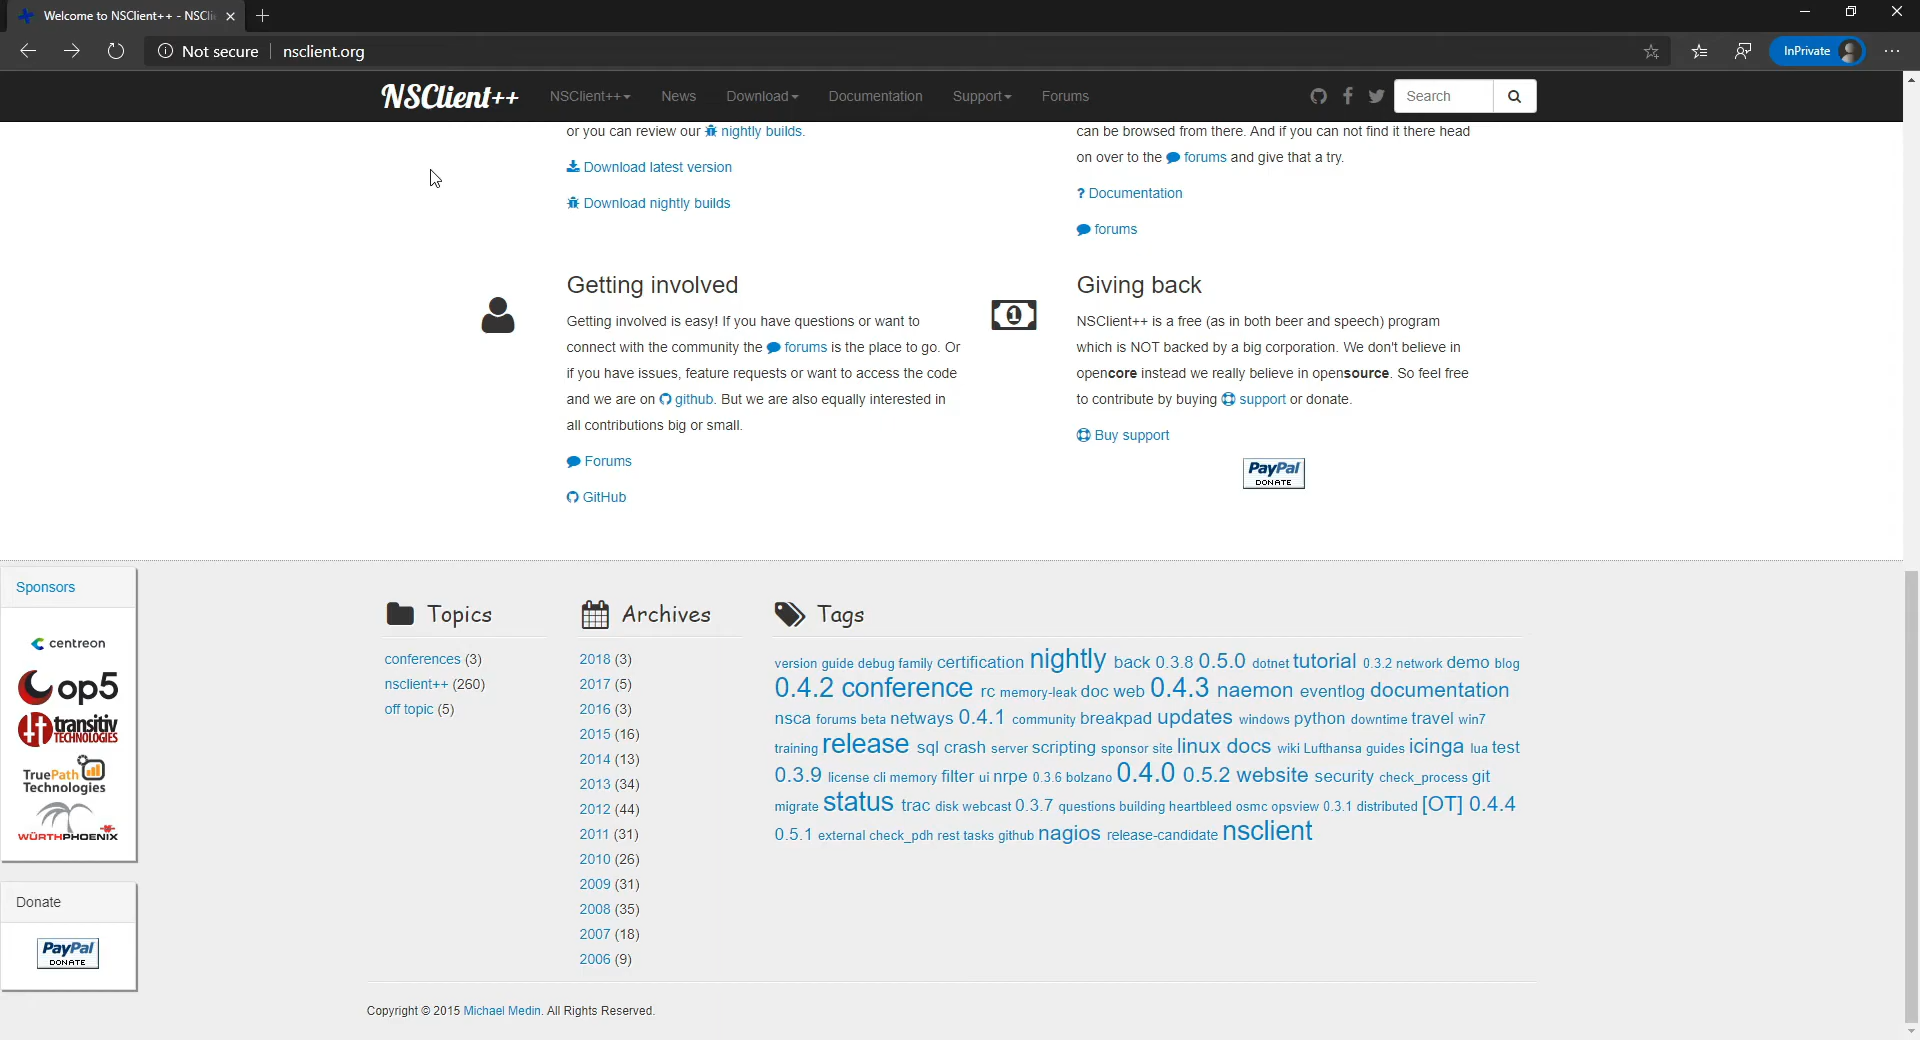 Welcome to NSClient++ - NSCli
Not secure nsclient.org
InPrivate
NSClient++ NSClient++ News Download Documentation Support Forums Search
or you can review our nightly builds.
Download latest version
Download nightly builds
can be browsed from there. And if you can not find it there head
on over to the forums and give that a try.
? Documentation
forums
Getting involved
Getting involved is easy! If you have questions or want to
connect with the community the forums is the place to go. Or
if you have issues, feature requests or want to access the code
and we are on github. But we are also equally interested in
all contributions big or small.
Forums
GitHub
1
Giving back
NSClient++ is a free (as in both beer and speech) program
which is NOT backed by a big corporation. We don't believe in
opencore instead we really believe in opensource. So feel free
to contribute by buying support or donate.
Buy support
PayPal
DONATE
Sponsors
centreon
op5
transitiv
TECHNOLOGIES
TruePath
Technologies
WÜRTHPHOENIX
Donate
PayPal
DONATE
Topics
conferences (3)
nsclient++ (260)
off topic (5)
Archives
2018 (3)
2017 (5)
2016 (3)
2015 (16)
2014 (13)
2013 (34)
2012 (44)
2011 (31)
2010 (26)
2009 (31)
2008 (35)
2007 (18)
2006 (9)
Tags
version guide debug family certification nightly back 0.3.8 0.5.0 dotnet tutorial 0.3.2 network demo blog
0.4.2 conference rc memory-leak doc web 0.4.3 naemon eventlog documentation
nsca forums beta netways 0.4.1 community breakpad updates windows python downtime travel win7
training release sql crash server scripting sponsor site linux docs wiki Lufthansa guides icinga lua test
0.3.9 license cli memory filter ui nrpe 0.3.6 bolzano 0.4.0 0.5.2 website security check_process git
migrate status trac disk webcast 0.3.7 questions building heartbleed osmc opsview 0.3.1 distributed [OT] 0.4.4
0.5.1 external check_pdh rest tasks github nagios release-candidate nsclient
Copyright © 2015 Michael Medin. All Rights Reserved.